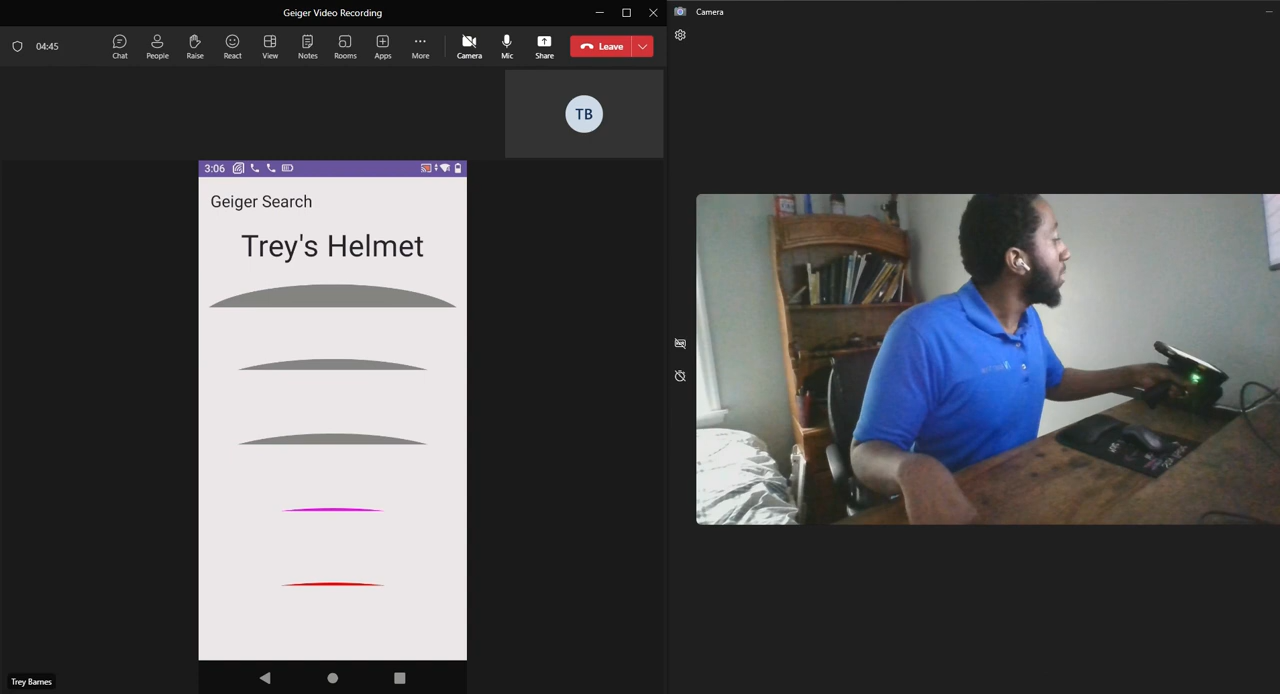 Geiger Video Recording
04:45
Chat
People
Raise
React
View
Notes
Rooms
Apps
More
Camera
Mic
Share
Leave
TB
3:06
Geiger Search
Trey's Helmet
Trey Barnes
Camera